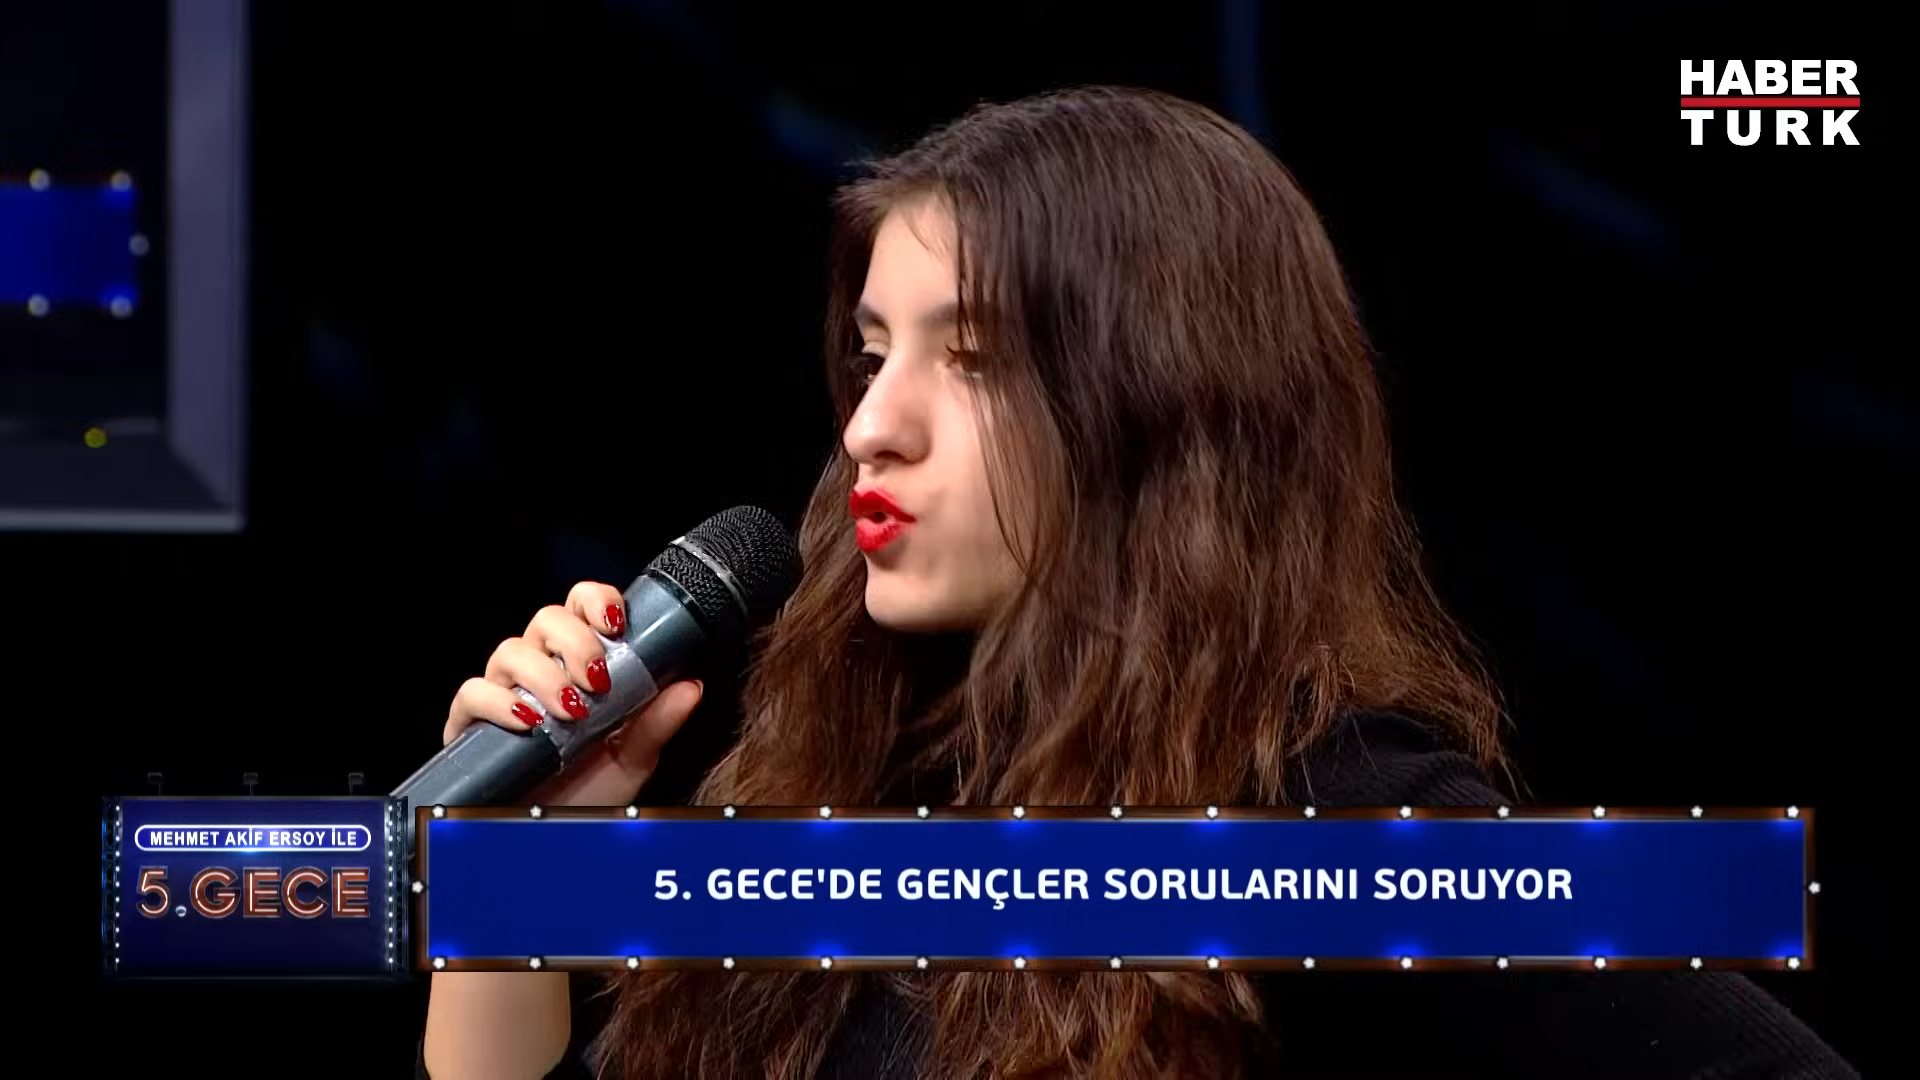 HABER
TURK
MEHMET AKİF ERSOY İLE
5.GECE
5. GECE'DE GENÇLER SORULARINI SORUYOR